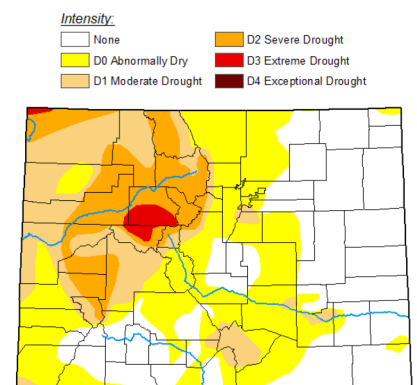 Intensity:
None
D2 Severe Drought
D0 Abnormally Dry
D3 Extreme Drought
D1 Moderate Drought
D4 Exceptional Drought